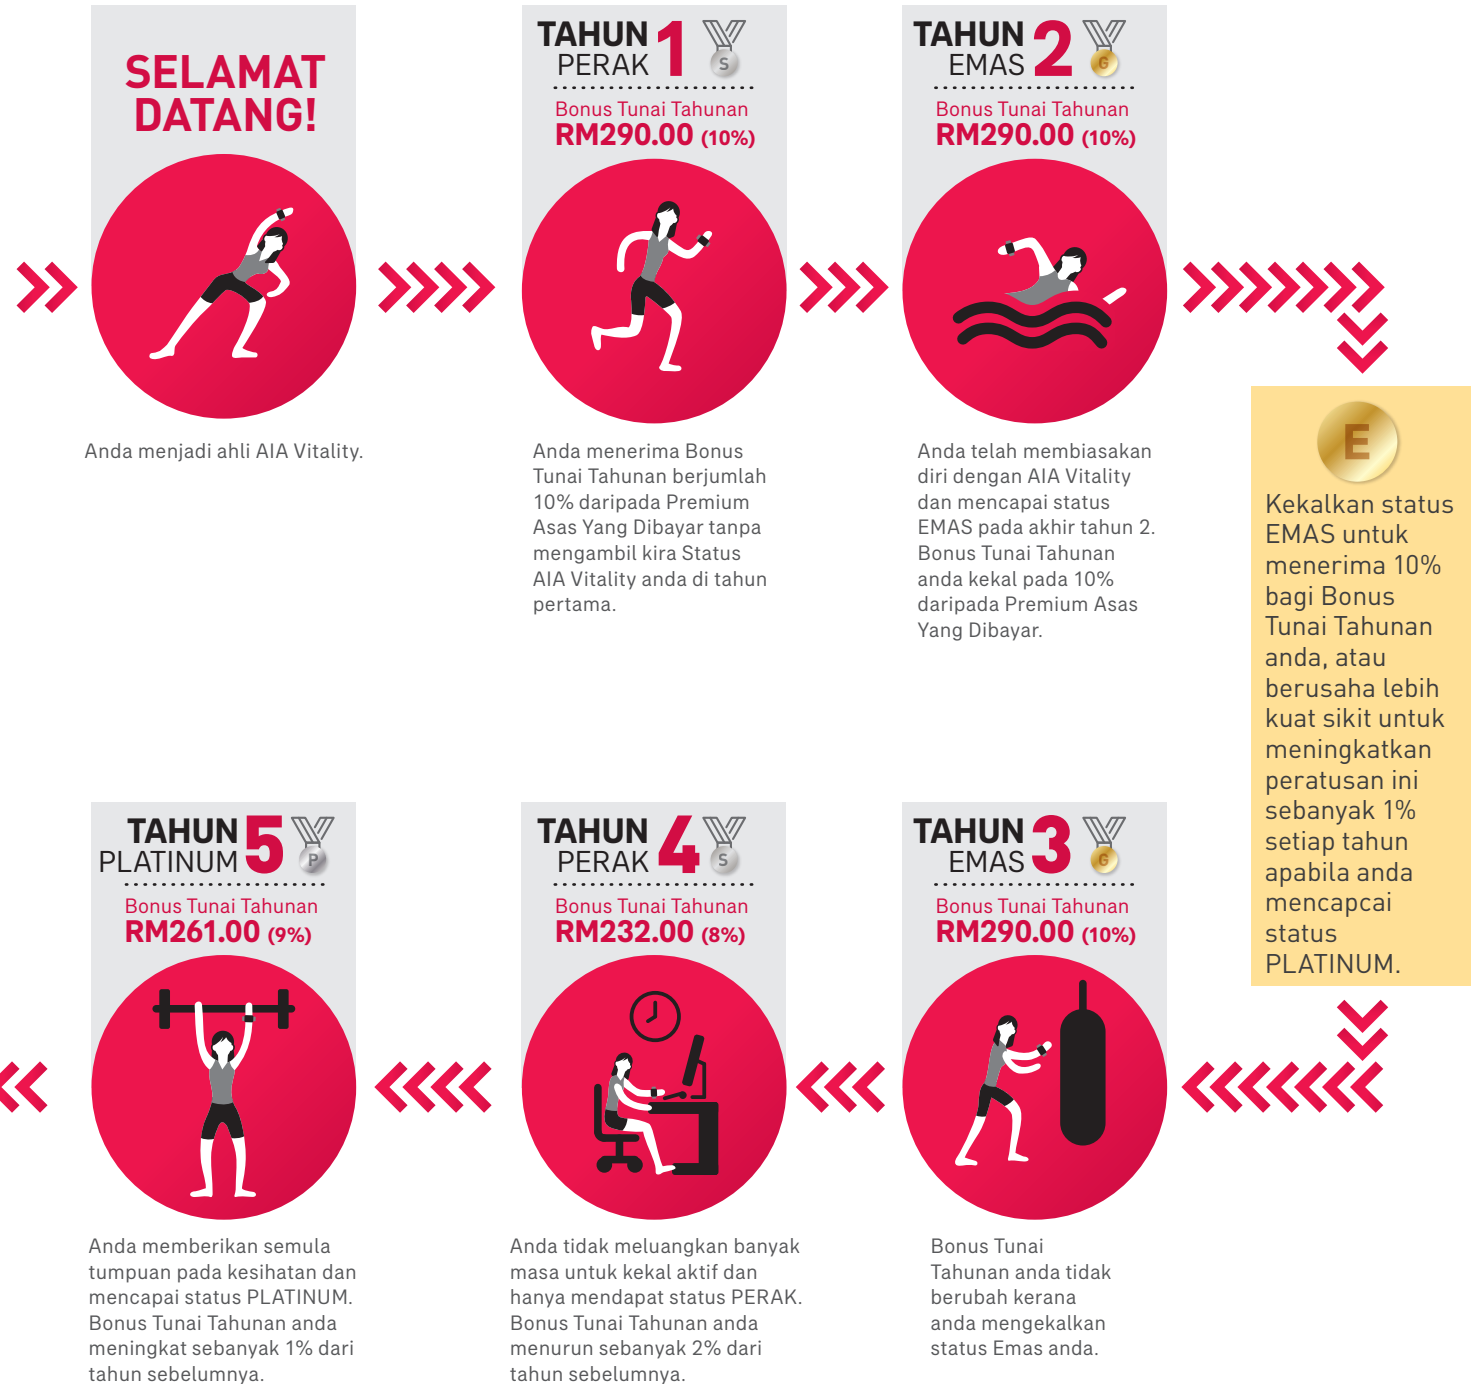 SELAMAT
DATANG!
Anda menjadi ahli AIA Vitality.
TAHUN 1
PERAK
S
Bonus Tunai Tahunan
RM290.00 (10%)
Anda menerima Bonus
Tunai Tahunan berjumlah
10% daripada Premium
Asas Yang Dibayar tanpa
mengambil kira Status
AIA Vitality anda di tahun
pertama.
TAHUN 2
EMAS
G
Bonus Tunai Tahunan
RM290.00 (10%)
Anda telah membiasakan
diri dengan AIA Vitality
dan mencapai status
EMAS pada akhir tahun 2.
Bonus Tunai Tahunan
anda kekal pada 10%
daripada Premium Asas
Yang Dibayar.
E
Kekalkan status
EMAS untuk
menerima 10%
bagi Bonus
Tunai Tahunan
anda, atau
berusaha lebih
kuat sikit untuk
meningkatkan
peratusan ini
sebanyak 1%
setiap tahun
apabila anda
mencapcai
status
PLATINUM.
TAHUN 3
EMAS
G
Bonus Tunai Tahunan
RM290.00 (10%)
Bonus Tunai
Tahunan anda tidak
berubah kerana
anda mengekalkan
status Emas anda.
TAHUN 4
PERAK
S
Bonus Tunai Tahunan
RM232.00 (8%)
Anda tidak meluangkan banyak
masa untuk kekal aktif dan
hanya mendapat status PERAK.
Bonus Tunai Tahunan anda
menurun sebanyak 2% dari
tahun sebelumnya.
TAHUN 5
PLATINUM
P
Bonus Tunai Tahunan
RM261.00 (9%)
Anda memberikan semula
tumpuan pada kesihatan dan
mencapai status PLATINUM.
Bonus Tunai Tahunan anda
meningkat sebanyak 1% dari
tahun sebelumnya.